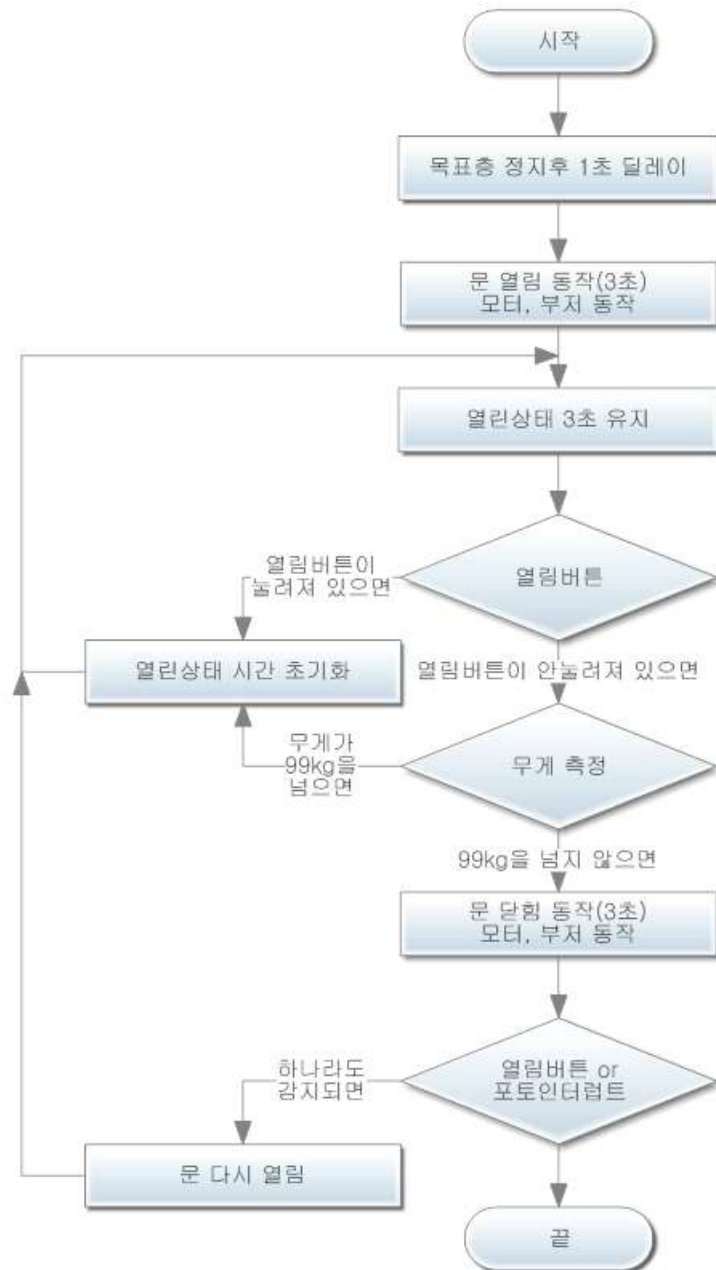 시작
목표층 정지후 1초 딜레이
문 열림 동작(3초)
모터, 부저 동작
열린상태 3초 유지
열림버튼
열림버튼이
눌려져 있으면
열린상태 시간 초기화
열림버튼이 안눌려져 있으면
무게 측정
무게가
99kg을
넘으면
99kg을 넘지 않으면
문 닫힘 동작(3초)
모터, 부저 동작
열림버튼 or
포토인터럽트
하나라도
감지되면
문 다시 열림
끝